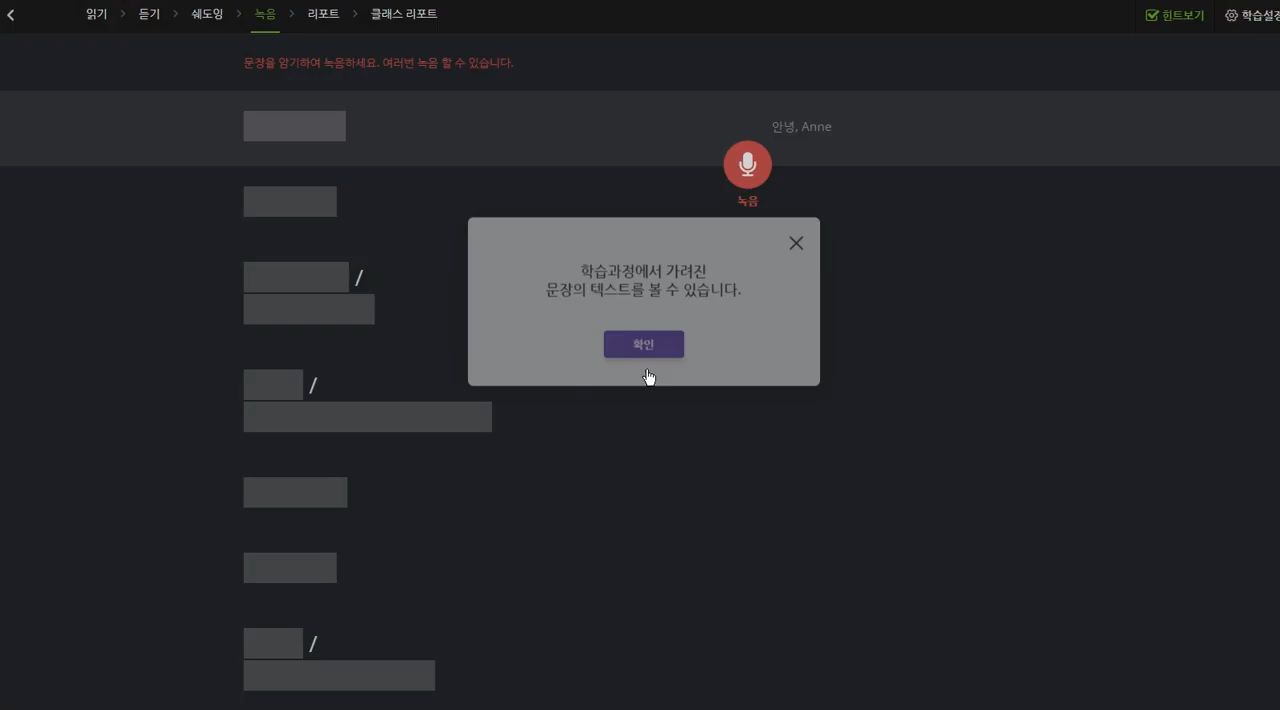 읽기 > 듣기 > 쉐도잉 > 녹음 > 리포트 > 클래스 리포트
힌트보기
학습설정
문장을 암기하여 녹음하세요. 여러번 녹음 할 수 있습니다.
안녕, Anne
녹음
/
학습과정에서 가려진
문장의 텍스트를 볼 수 있습니다.
확인
/
/